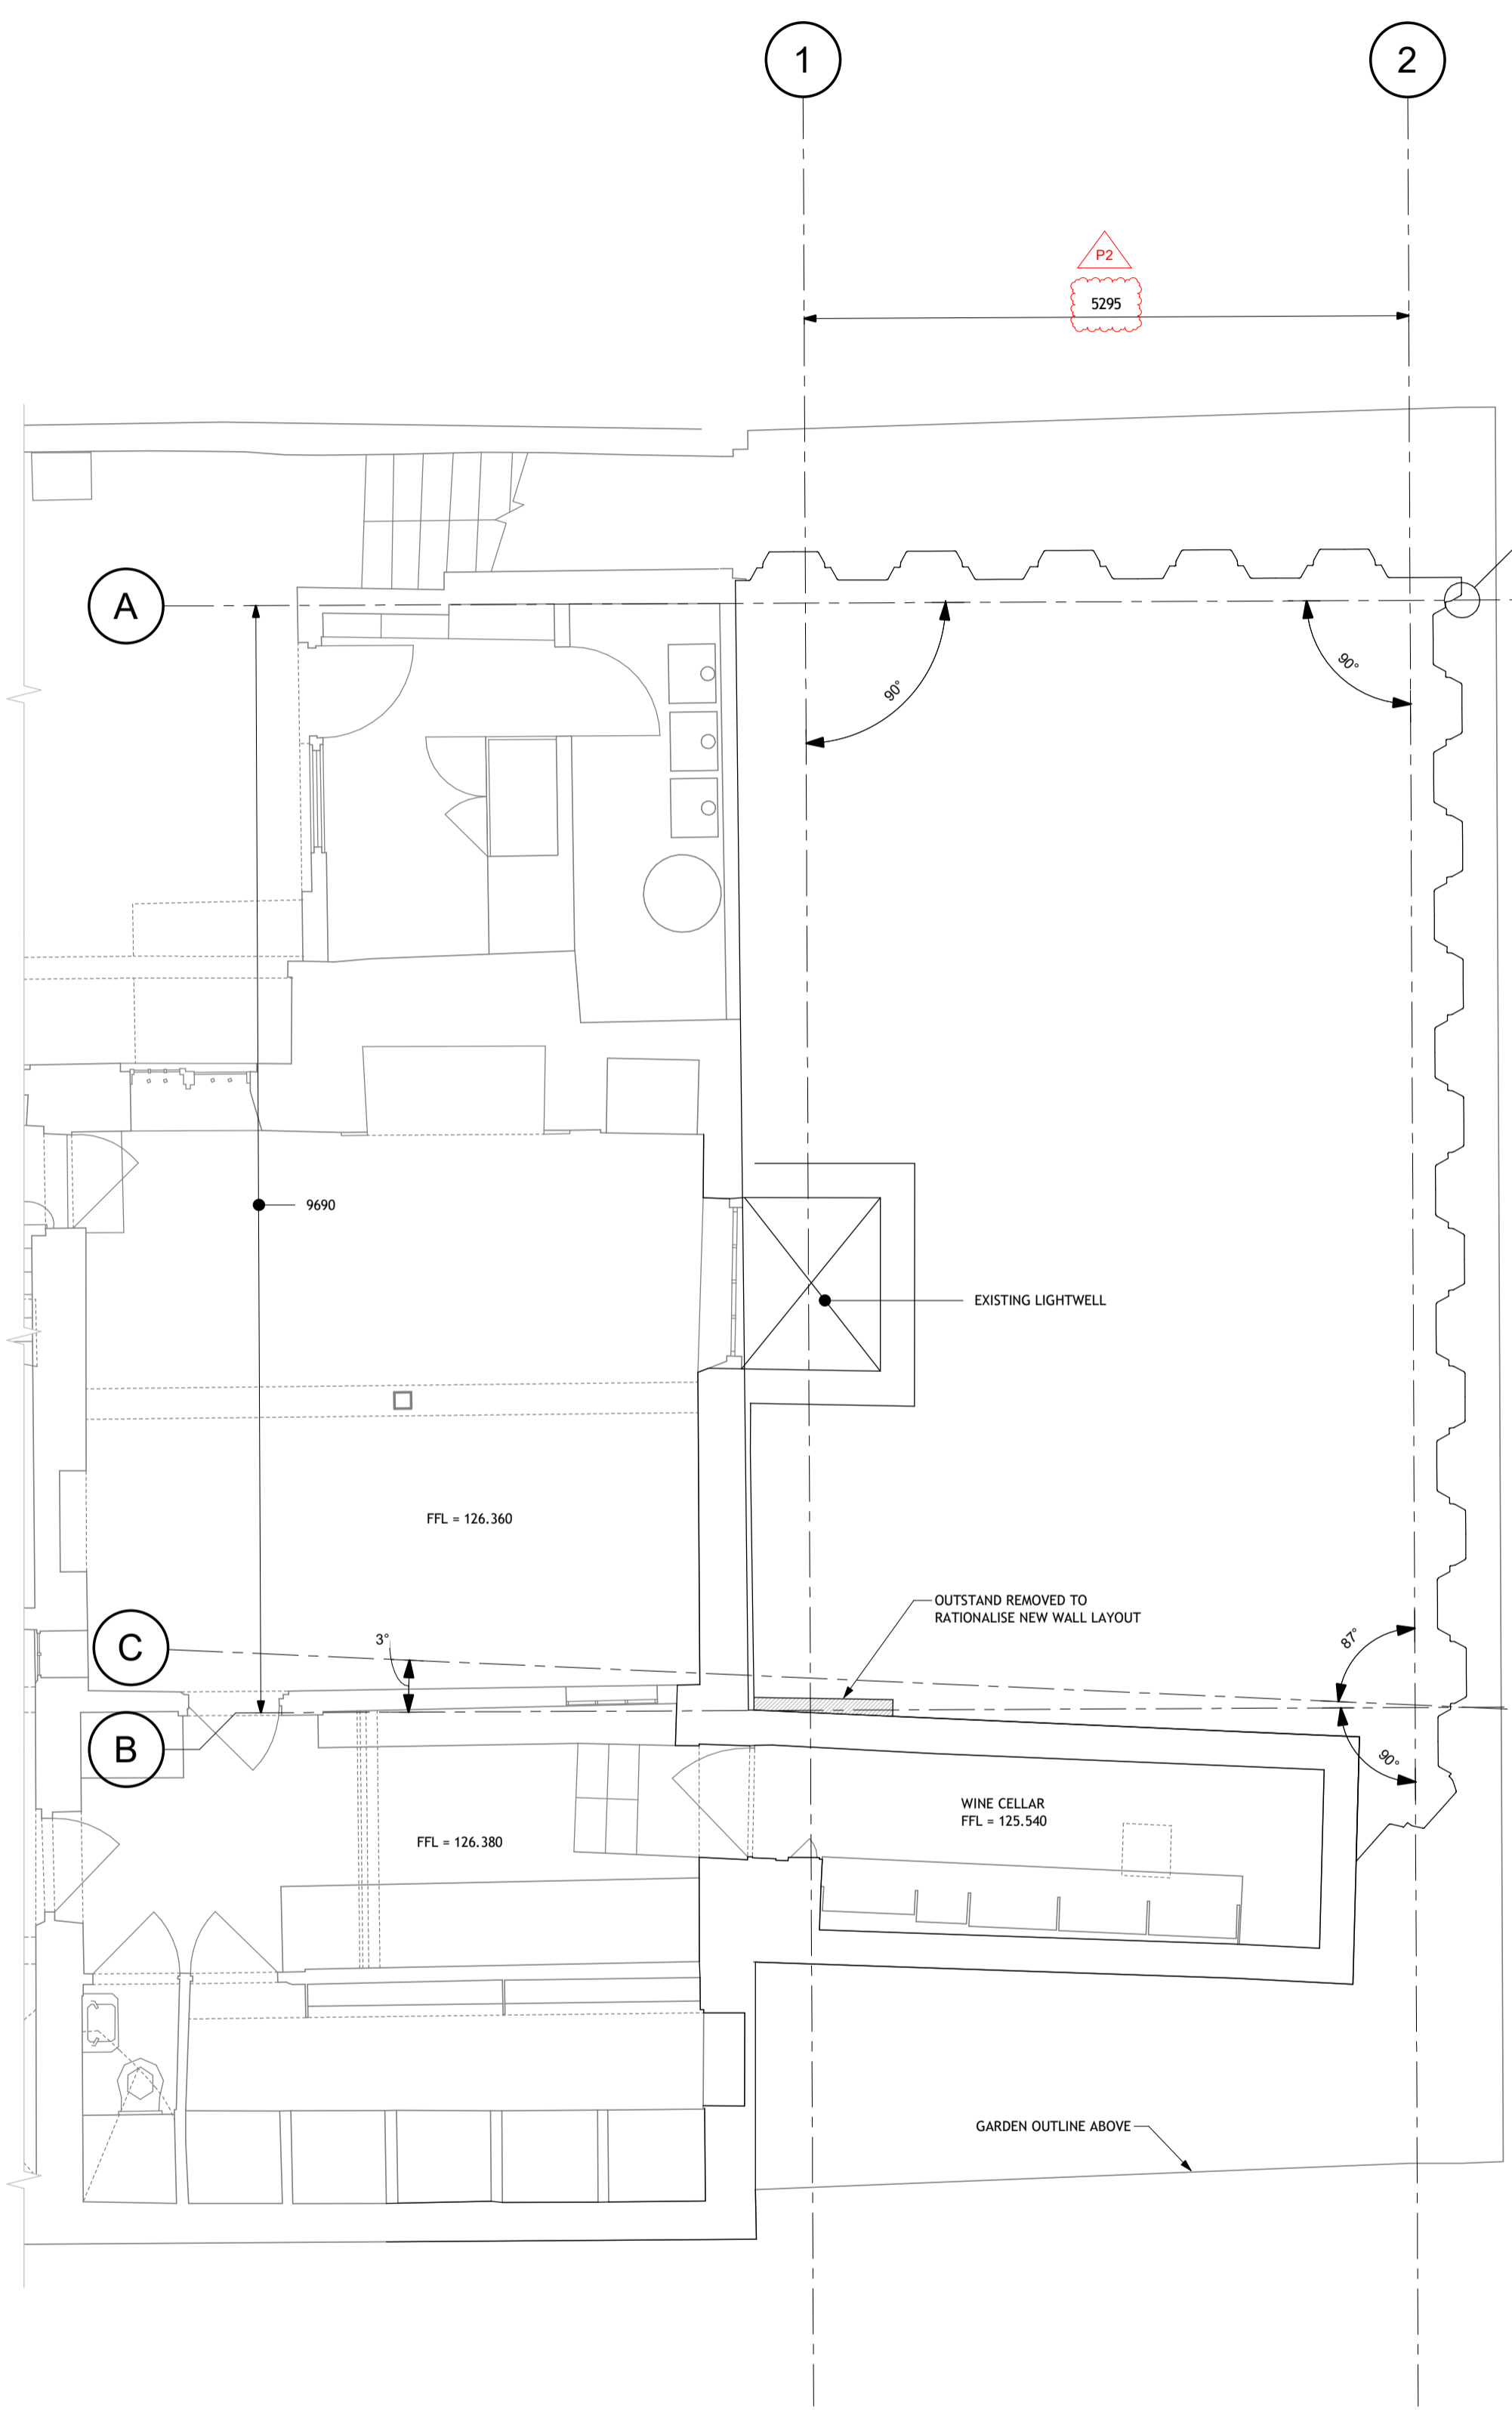 1
2
P2
5295
A
90°
90°
9690
EXISTING LIGHTWELL
FFL = 126.360
OUTSTAND REMOVED TO
RATIONALISE NEW WALL LAYOUT
C
3°
87°
B
90°
WINE CELLAR
FFL = 125.540
FFL = 126.380
GARDEN OUTLINE ABOVE